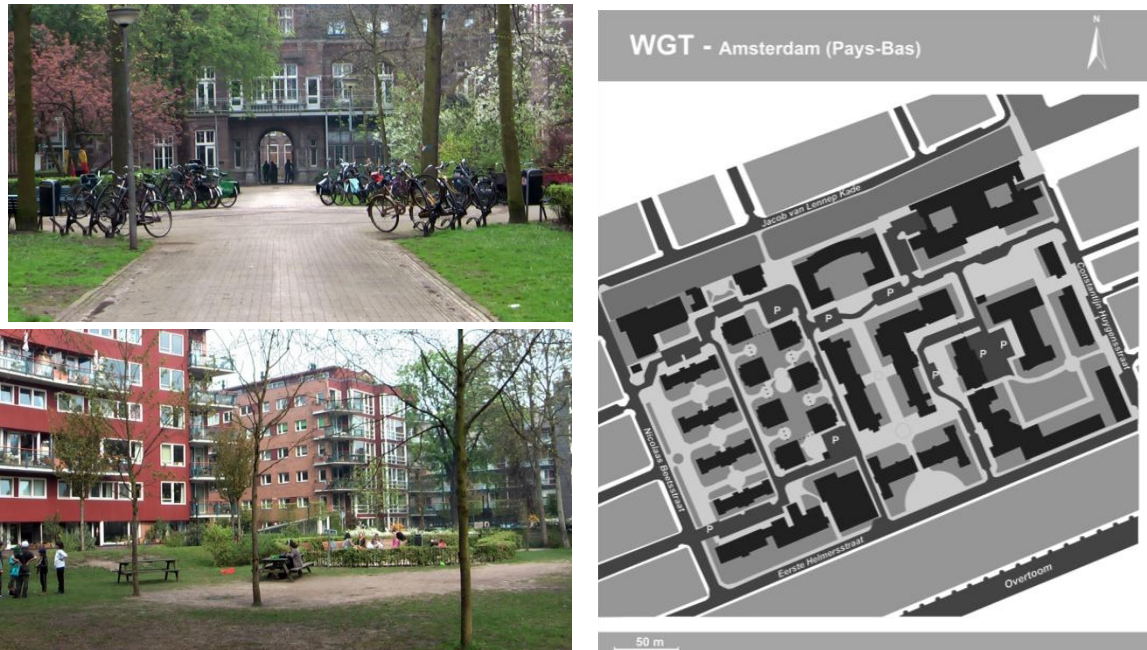 WGT - Amsterdam (Pays-Bas)
N
Jacob van Lennep Kade
Constantijn Huygensstraat
P
P
P
P
P
P
P
Nicolaas Beetsstraat
P
Eerste Helmersstraat
Overtoom
50 m